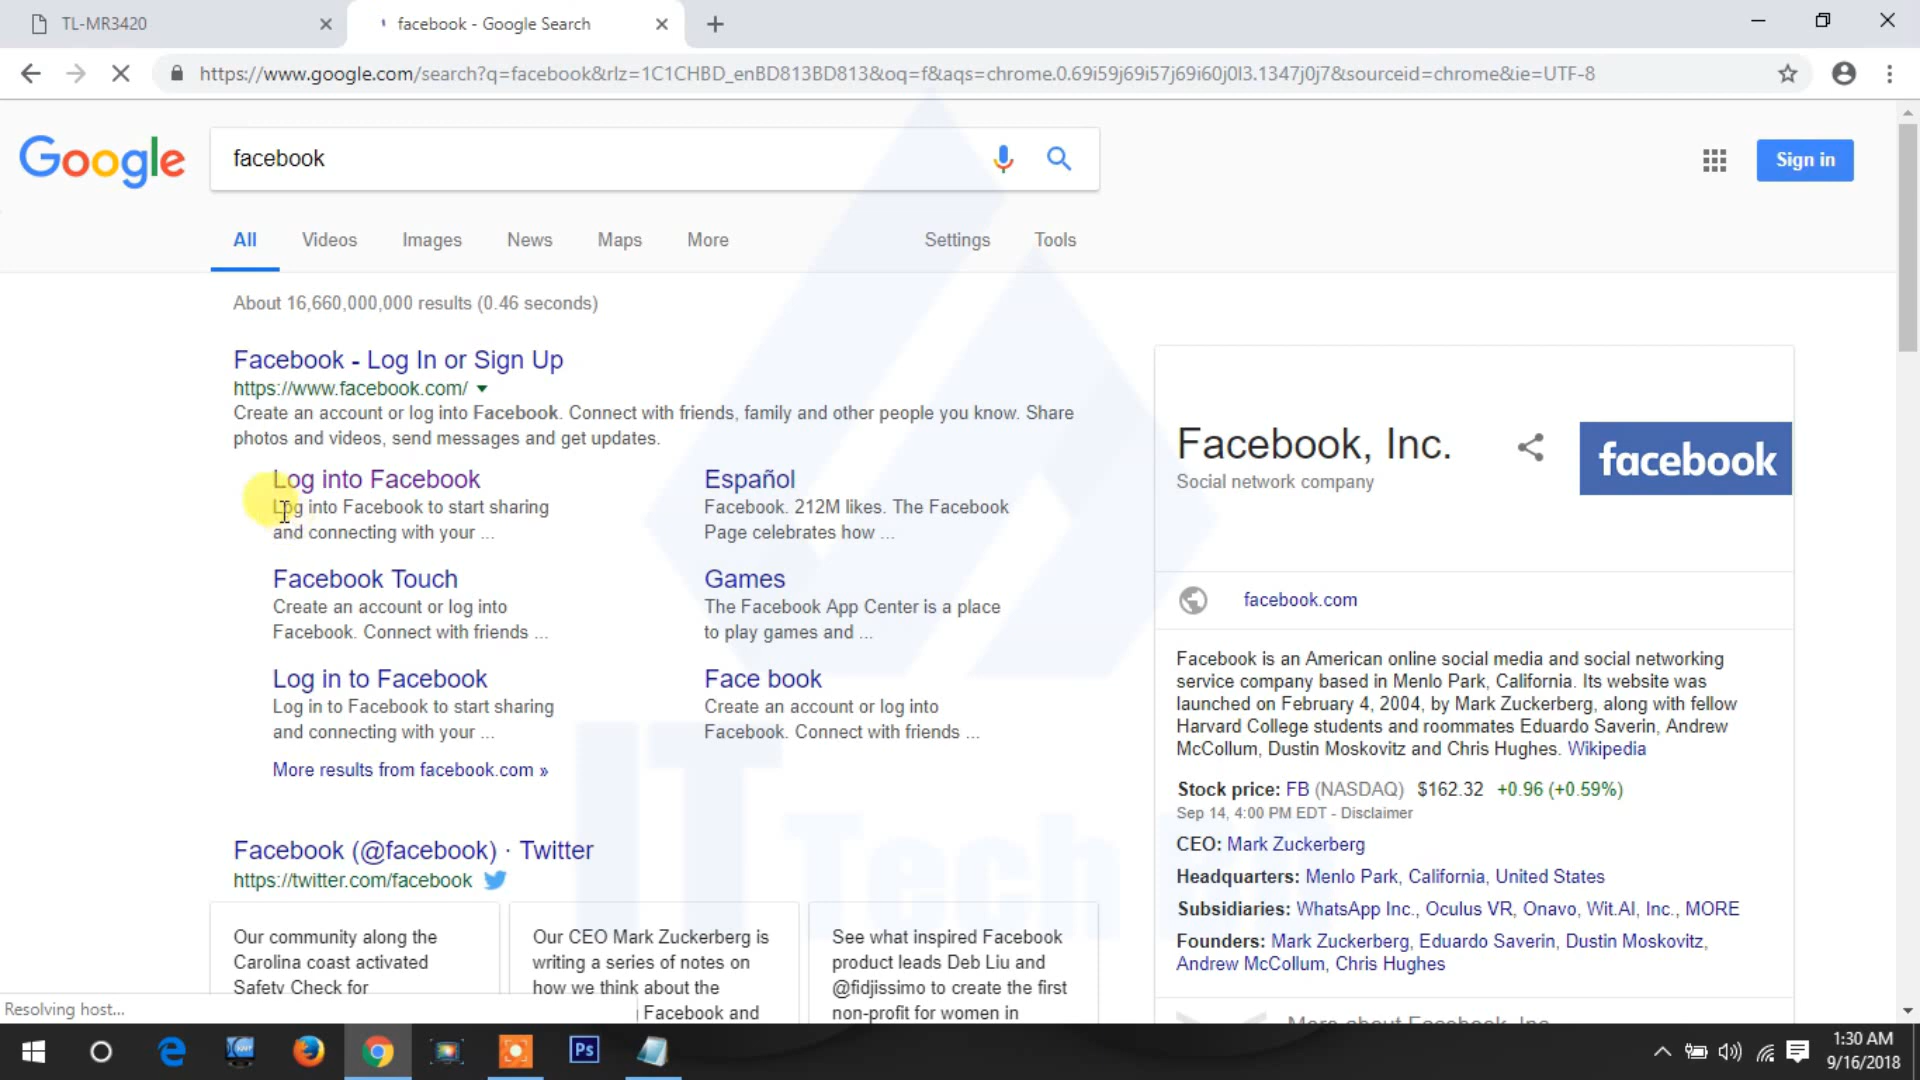 TL-MR3420
facebook - Google Search
https://www.google.com/search?q=facebook&rlz=1C1CHBD_enBD813BD813&oq=f&aqs=chrome.0.69i59j69i57j69i60j0l3.1347j0j7&sourceid=chrome&ie=UTF-8
Google
facebook
Sign in
All Videos Images News Maps More Settings Tools
About 16,660,000,000 results (0.46 seconds)
Facebook - Log In or Sign Up
https://www.facebook.com/
Create an account or log into Facebook. Connect with friends, family and other people you know. Share
photos and videos, send messages and get updates.
Log into Facebook
Log into Facebook to start sharing
and connecting with your ...
Español
Facebook. 212M likes. The Facebook
Page celebrates how ...
Facebook Touch
Create an account or log into
Facebook. Connect with friends ...
Games
The Facebook App Center is a place
to play games and ...
Log in to Facebook
Log in to Facebook to start sharing
and connecting with your ...
Face book
Create an account or log into
Facebook. Connect with friends ...
More results from facebook.com »
Facebook (@facebook) · Twitter
https://twitter.com/facebook
Our community along the
Carolina coast activated
Safety Check for
Our CEO Mark Zuckerberg is
writing a series of notes on
how we think about the
Facebook and
See what inspired Facebook
product leads Deb Liu and
@fidjissimo to create the first
non-profit for women in
Facebook, Inc.
Social network company
facebook
facebook.com
Facebook is an American online social media and social networking
service company based in Menlo Park, California. Its website was
launched on February 4, 2004, by Mark Zuckerberg, along with fellow
Harvard College students and roommates Eduardo Saverin, Andrew
McCollum, Dustin Moskovitz and Chris Hughes. Wikipedia
Stock price: FB (NASDAQ) $162.32 +0.96 (+0.59%)
Sep 14, 4:00 PM EDT - Disclaimer
CEO: Mark Zuckerberg
Headquarters: Menlo Park, California, United States
Subsidiaries: WhatsApp Inc., Oculus VR, Onavo, Wit.AI, Inc., MORE
Founders: Mark Zuckerberg, Eduardo Saverin, Dustin Moskovitz,
Andrew McCollum, Chris Hughes
More about Facebook, Inc.
IT
Tech
Resolving host...
Ps
1:30 AM
9/16/2018